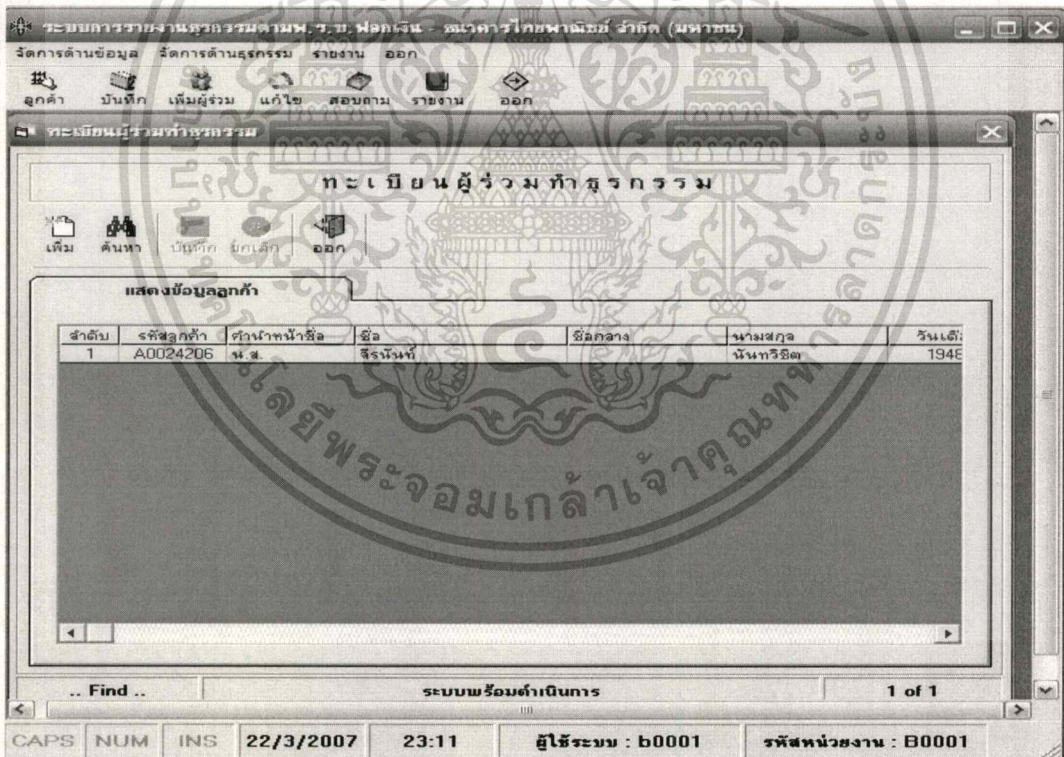 ระบบการรายงานธุรกรรมตามพ.ร.บ.ฟอกเงิน - ธนาคารไทยพาณิชย์ จำกัด (มหาชน)
จัดการด้านข้อมูล จัดการด้านธุรกรรม รายงาน ออก
ลูกค้า บันทึก เพิ่มผู้ร่วม แก้ไข สอบถาม รายงาน ออก
ทะเบียนผู้ร่วมทำธุรกรรม
ทะเบียนผู้ร่วมทำธุรกรรม
เพิ่ม ค้นหา บันทึก ยกเลิก ออก
แสดงข้อมูลลูกค้า
ลำดับ รหัสลูกค้า คำนำหน้าชื่อ ชื่อ ชื่อกลาง นามสกุล วันเดื
1 A0024206 น.ส. จีรนันท์ นันทวิชิต 1948
.. Find .. ระบบพร้อมดำเนินการ 1 of 1
CAPS NUM INS 22/3/2007 23:11 ผู้ใช้ระบบ : b0001 รหัสหน่วยงาน : B0001